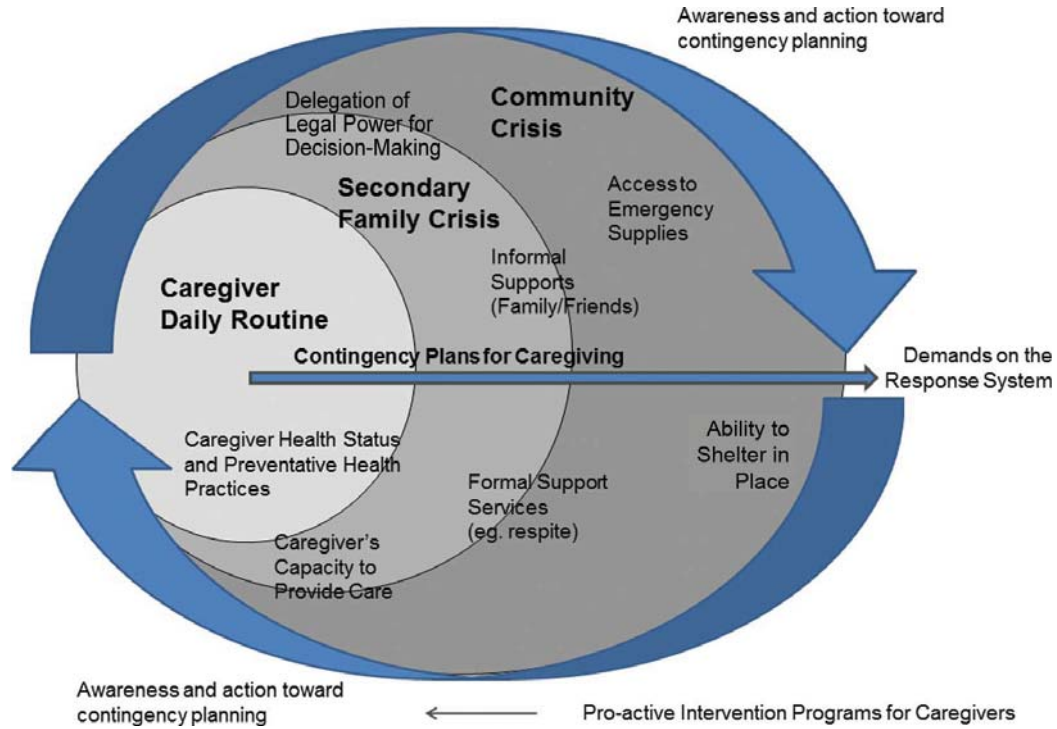 Awareness and action toward
contingency planning
Delegation of
Legal Power for
Decision-Making
Community
Crisis
Secondary
Family Crisis
Access to
Emergency
Supplies
Informal
Supports
(Family/Friends)
Caregiver
Daily Routine
Contingency Plans for Caregiving
Demands on the
Response System
Caregiver Health Status
and Preventative Health
Practices
Ability to
Shelter in
Place
Formal Support
Services
(eg. respite)
Caregiver's
Capacity to
Provide Care
Awareness and action toward
contingency planning
Pro-active Intervention Programs for Caregivers